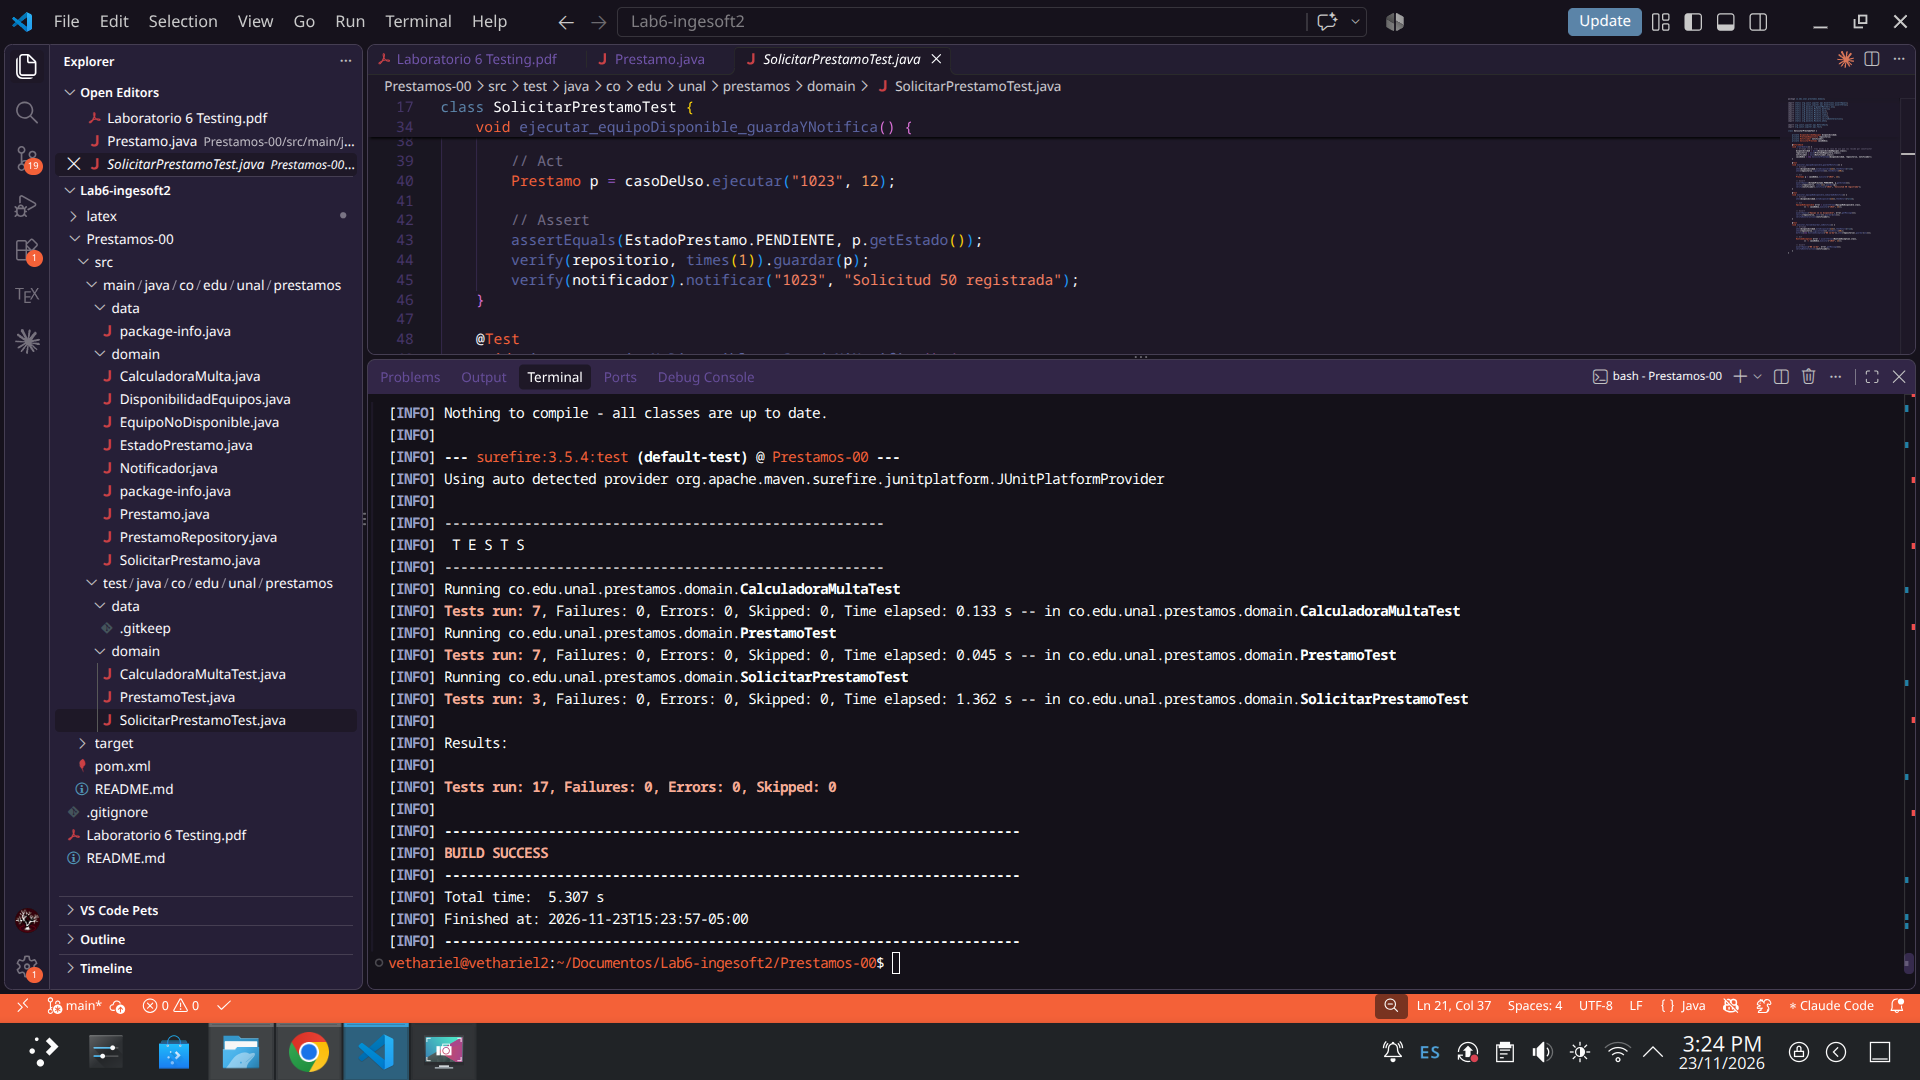 File Edit Selection View Go Run Terminal Help
Lab6-ingesoft2
Update
Explorer
Open Editors
Laboratorio 6 Testing.pdf
Prestamo.java Prestamos-00/src/main/j...
SolicitarPrestamoTest.java Prestamos-00...
Lab6-ingesoft2
latex
Prestamos-00
src
main/java/co/edu/unal/prestamos
data
package-info.java
domain
CalculadoraMulta.java
DisponibilidadEquipos.java
EquipoNoDisponible.java
EstadoPrestamo.java
Notificador.java
package-info.java
Prestamo.java
PrestamoRepository.java
SolicitarPrestamo.java
test/java/co/edu/unal/prestamos
data
.gitkeep
domain
CalculadoraMultaTest.java
PrestamoTest.java
SolicitarPrestamoTest.java
target
pom.xml
README.md
.gitignore
Laboratorio 6 Testing.pdf
README.md
VS Code Pets
Outline
Timeline
19
1
TEX
1
Laboratorio 6 Testing.pdf Prestamo.java SolicitarPrestamoTest.java
Prestamos-00 > src > test > java > co > edu > unal > prestamos > domain > SolicitarPrestamoTest.java
17 class SolicitarPrestamoTest {
34 void ejecutar_equipoDisponible_guardaYNotifica() {
38
39 // Act
40 Prestamo p = casoDeUso.ejecutar("1023", 12);
41
42 // Assert
43 assertEquals(EstadoPrestamo.PENDIENTE, p.getEstado());
44 verify(repositorio, times(1)).guardar(p);
45 verify(notificador).notificar("1023", "Solicitud 50 registrada");
46 }
47
48 @Test
Problems Output Terminal Ports Debug Console
bash - Prestamos-00
[INFO] Nothing to compile - all classes are up to date.
[INFO]
[INFO] --- surefire:3.5.4:test (default-test) @ Prestamos-00 ---
[INFO] Using auto detected provider org.apache.maven.surefire.junitplatform.JUnitPlatformProvider
[INFO]
[INFO] -------------------------------------------------------
[INFO]  T E S T S
[INFO] -------------------------------------------------------
[INFO] Running co.edu.unal.prestamos.domain.CalculadoraMultaTest
[INFO] Tests run: 7, Failures: 0, Errors: 0, Skipped: 0, Time elapsed: 0.133 s -- in co.edu.unal.prestamos.domain.CalculadoraMultaTest
[INFO] Running co.edu.unal.prestamos.domain.PrestamoTest
[INFO] Tests run: 7, Failures: 0, Errors: 0, Skipped: 0, Time elapsed: 0.045 s -- in co.edu.unal.prestamos.domain.PrestamoTest
[INFO] Running co.edu.unal.prestamos.domain.SolicitarPrestamoTest
[INFO] Tests run: 3, Failures: 0, Errors: 0, Skipped: 0, Time elapsed: 1.362 s -- in co.edu.unal.prestamos.domain.SolicitarPrestamoTest
[INFO]
[INFO] Results:
[INFO]
[INFO] Tests run: 17, Failures: 0, Errors: 0, Skipped: 0
[INFO]
[INFO] ------------------------------------------------------------------------
[INFO] BUILD SUCCESS
[INFO] ------------------------------------------------------------------------
[INFO] Total time:  5.307 s
[INFO] Finished at: 2026-11-23T15:23:57-05:00
[INFO] ------------------------------------------------------------------------
vethariel@vethariel2:~/Documentos/Lab6-ingesoft2/Prestamos-00$
main* 0 0 Ln 21, Col 37 Spaces: 4 UTF-8 LF { } Java Claude Code
ES 3:24 PM
23/11/2026